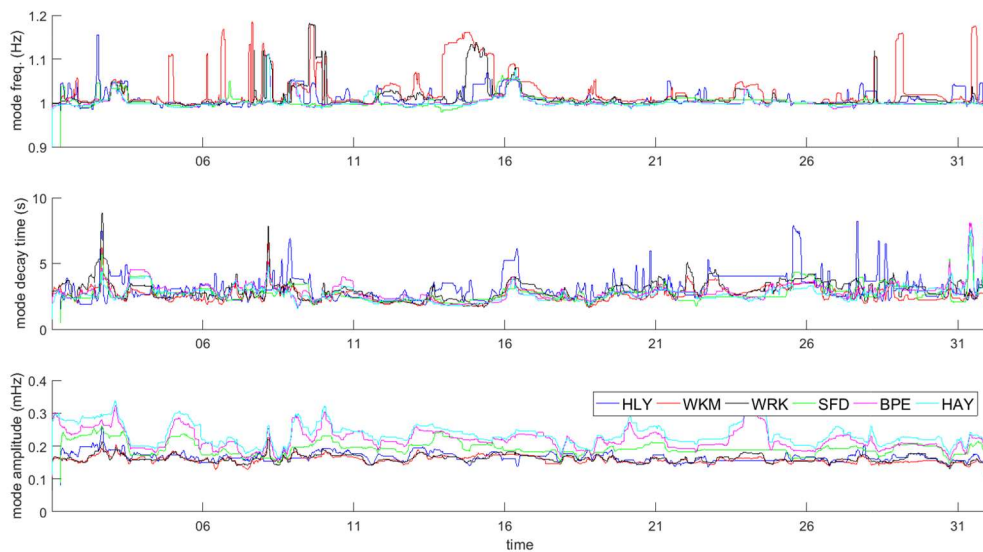 mode freq. (Hz)
1.2
1.1
1
0.9
06 11 16 21 26 31
mode decay time (s)
10
5
0
06 11 16 21 26 31
mode amplitude (mHz)
0.4
0.3
0.2
0.1
0
HLY WKM WRK SFD BPE HAY
06 11 16 21 26 31
time